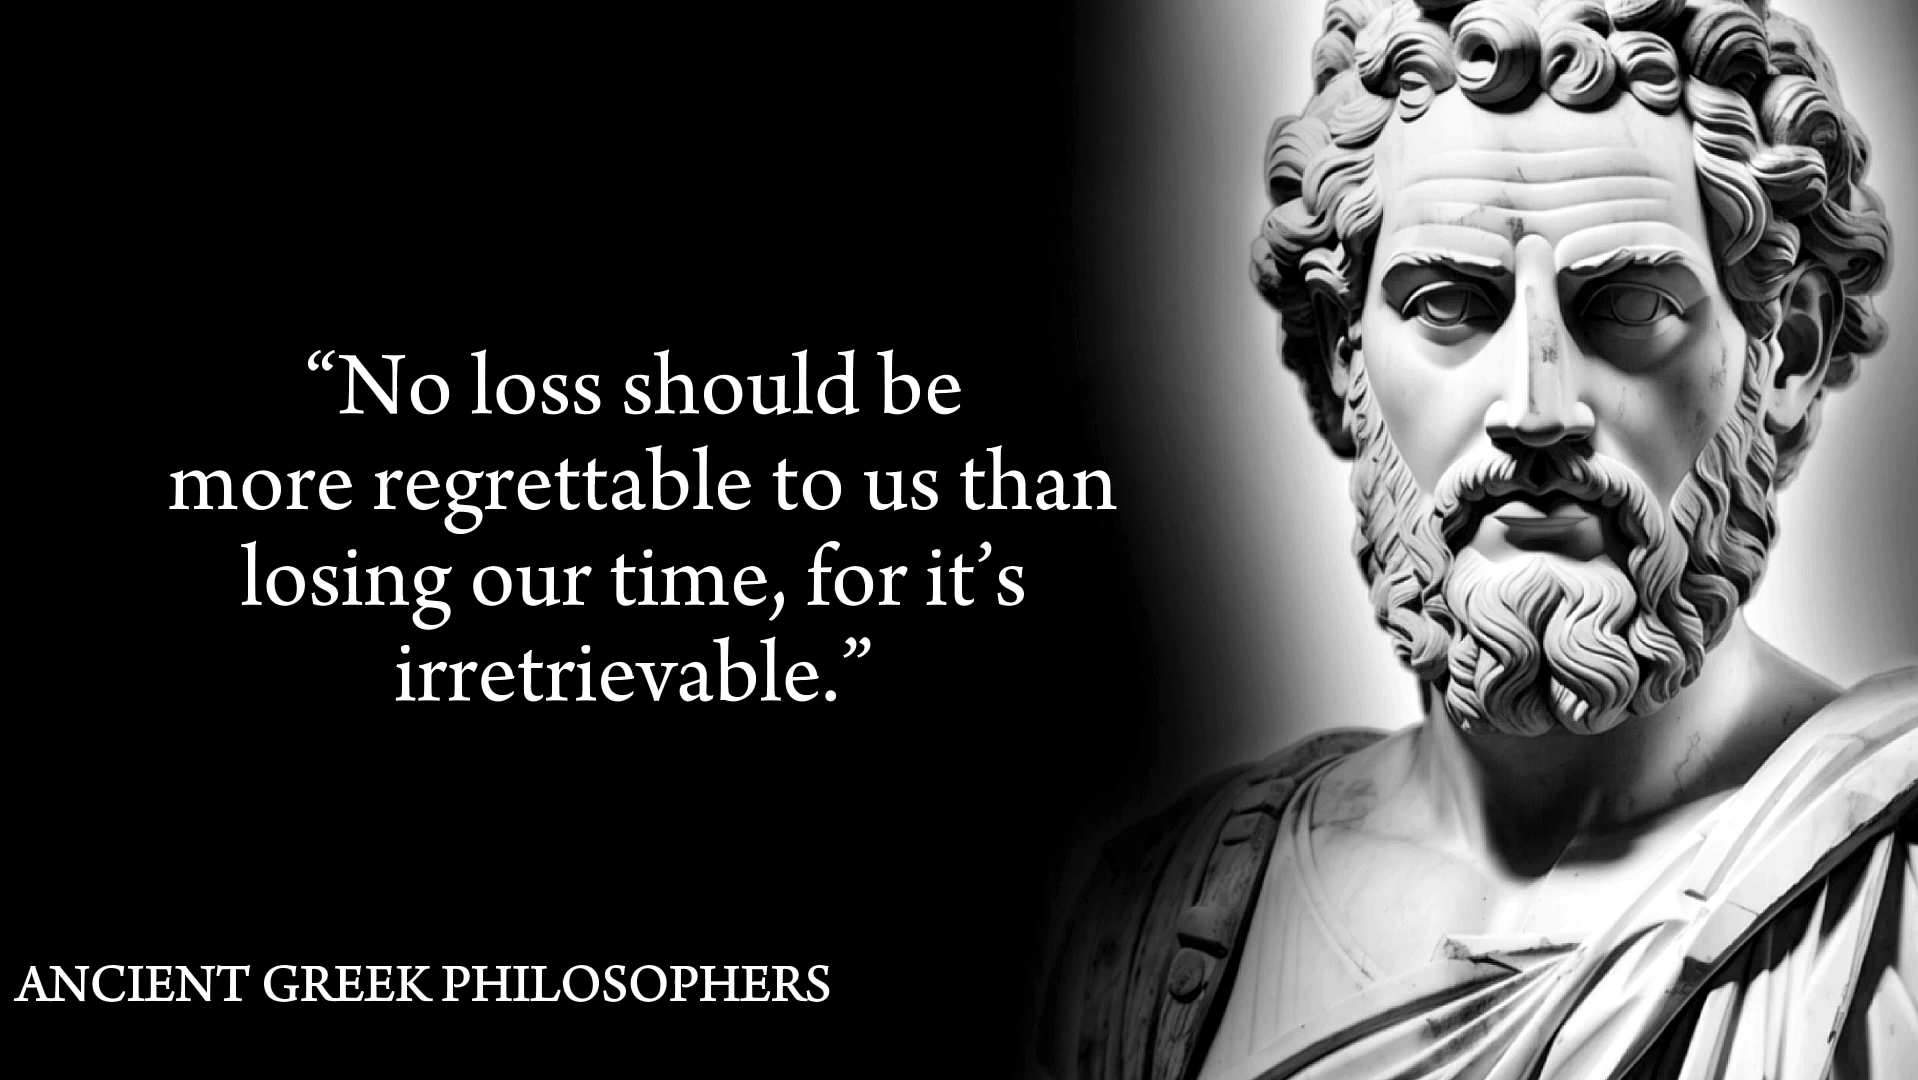 “No loss should be
more regrettable to us than
losing our time, for it’s
irretrievable.”
ANCIENT GREEK PHILOSOPHERS